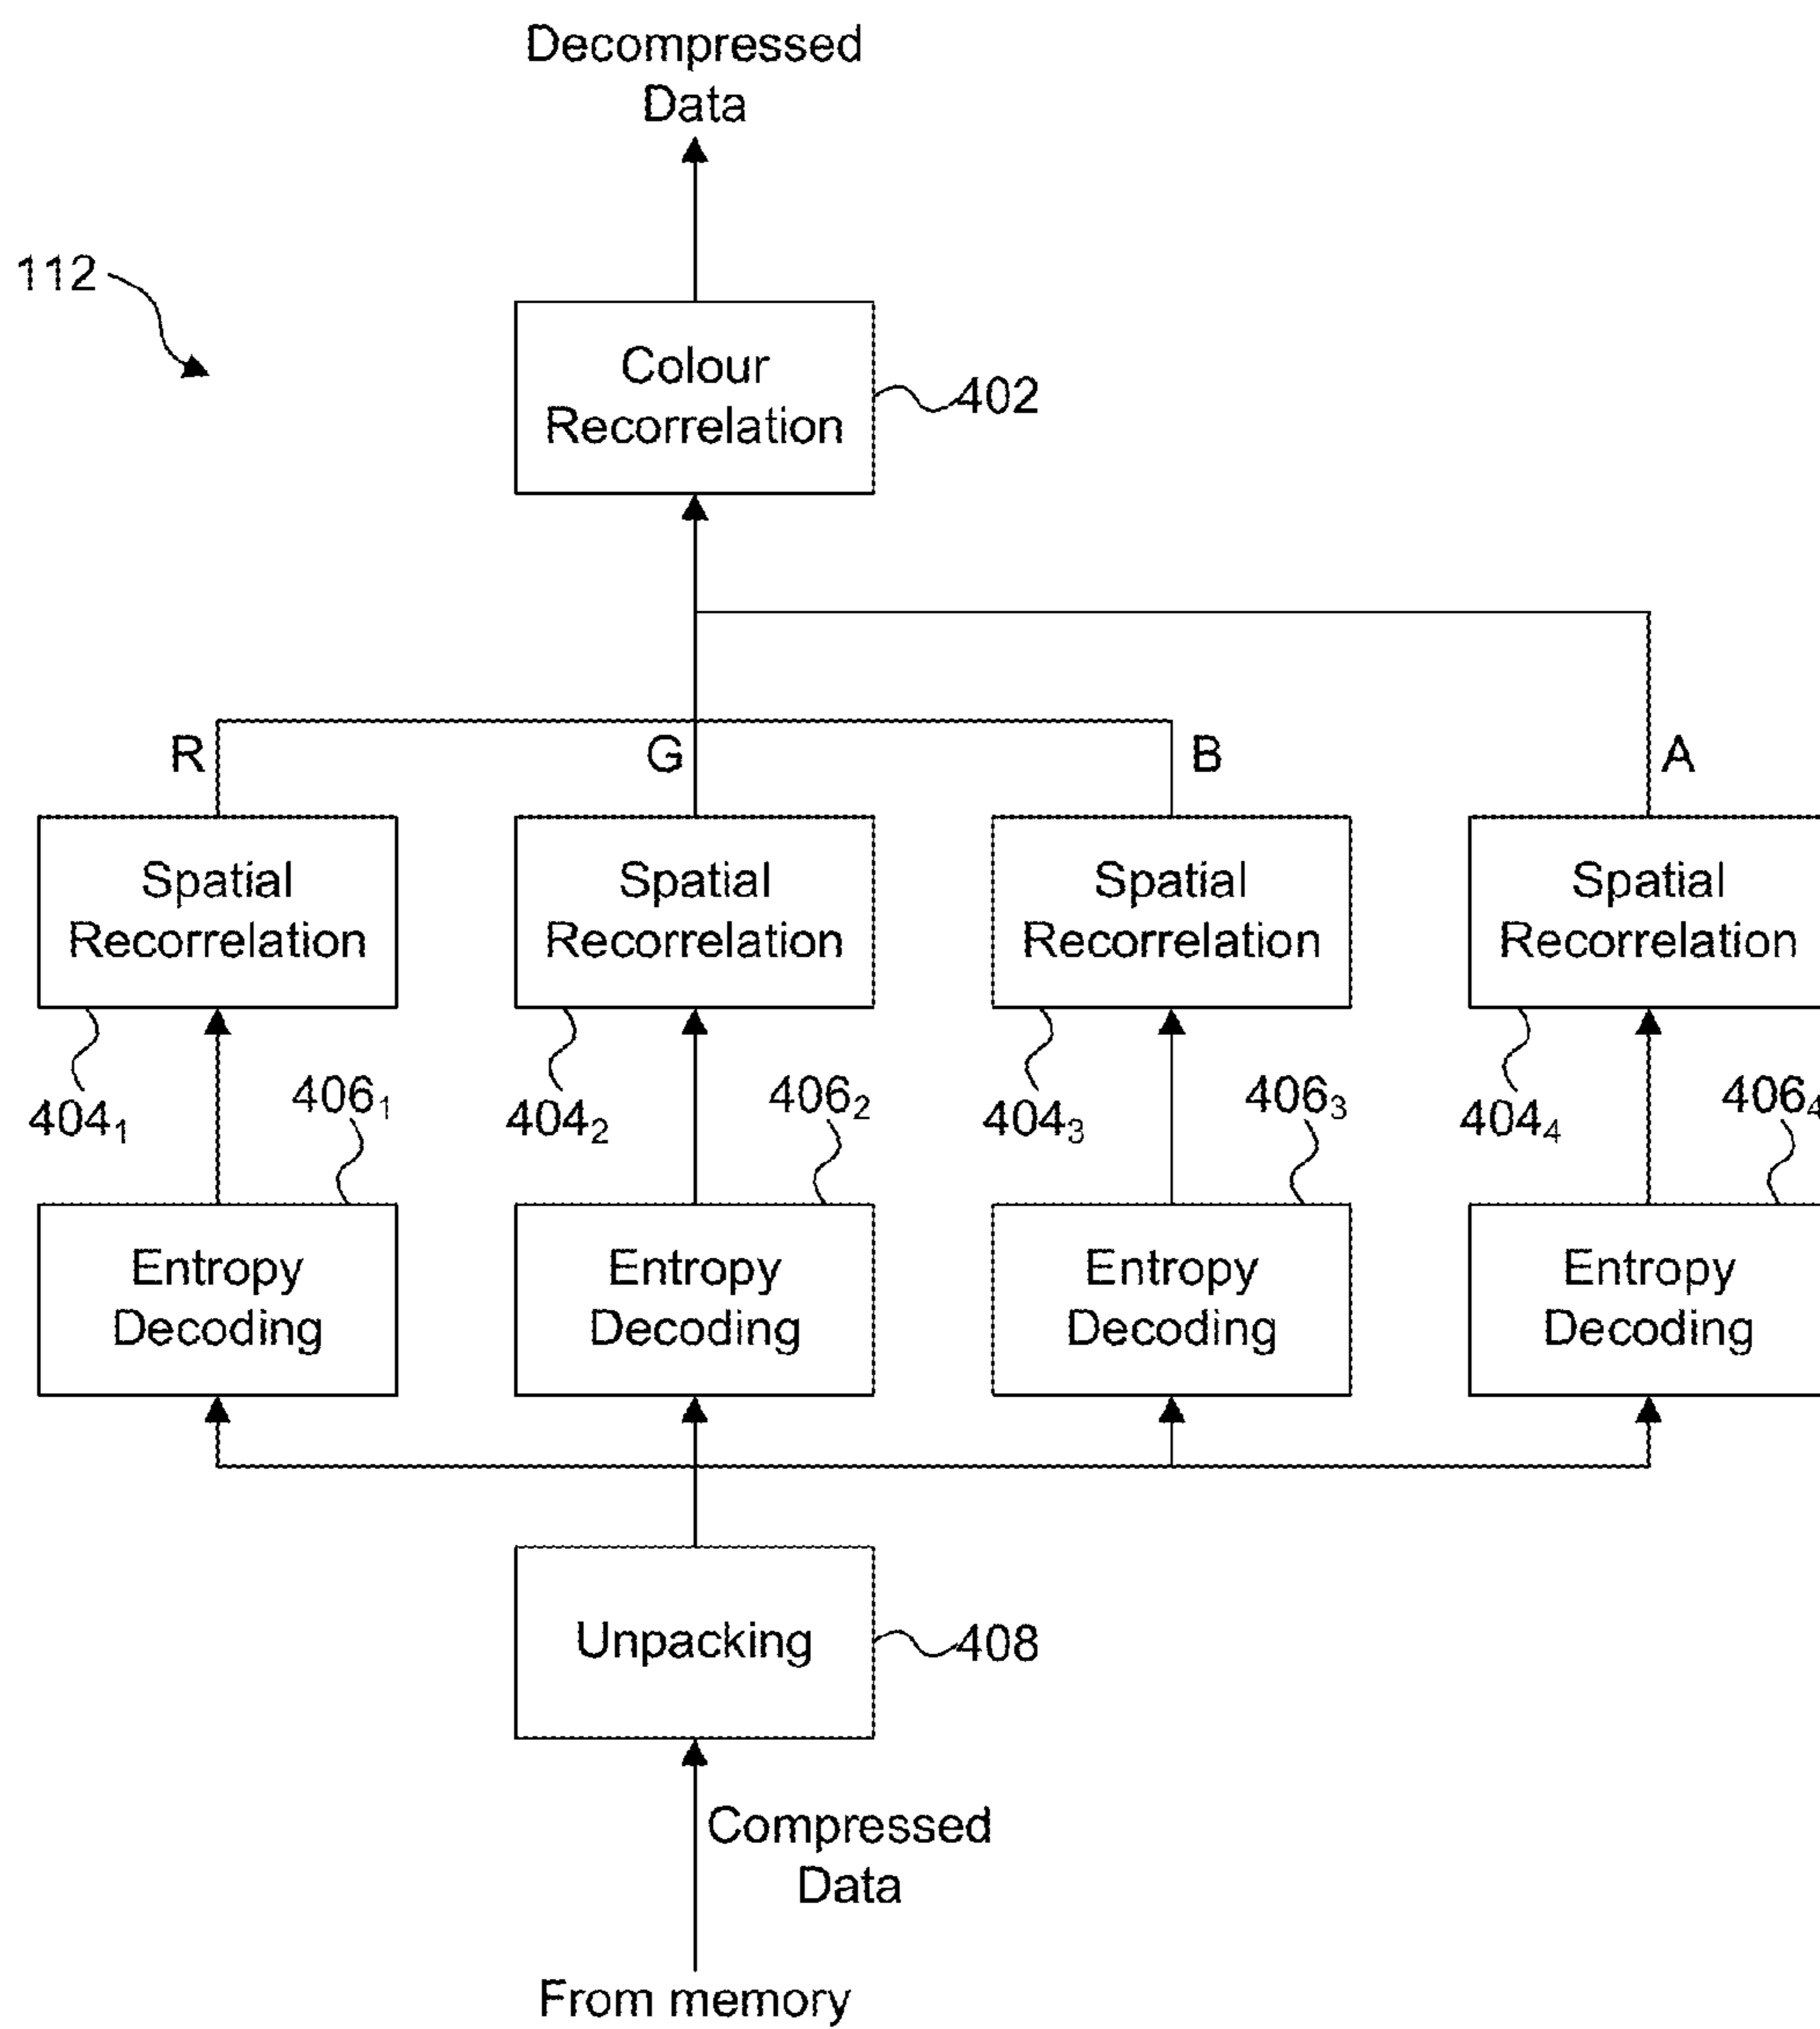 Decompressed
Data
112
Colour
Recorrelation
402
R
G
B
A
Spatial
Recorrelation
Spatial
Recorrelation
Spatial
Recorrelation
Spatial
Recorrelation
404₁
406₁
404₂
406₂
404₃
406₃
404₄
406₄
Entropy
Decoding
Entropy
Decoding
Entropy
Decoding
Entropy
Decoding
Unpacking
408
Compressed
Data
From memory